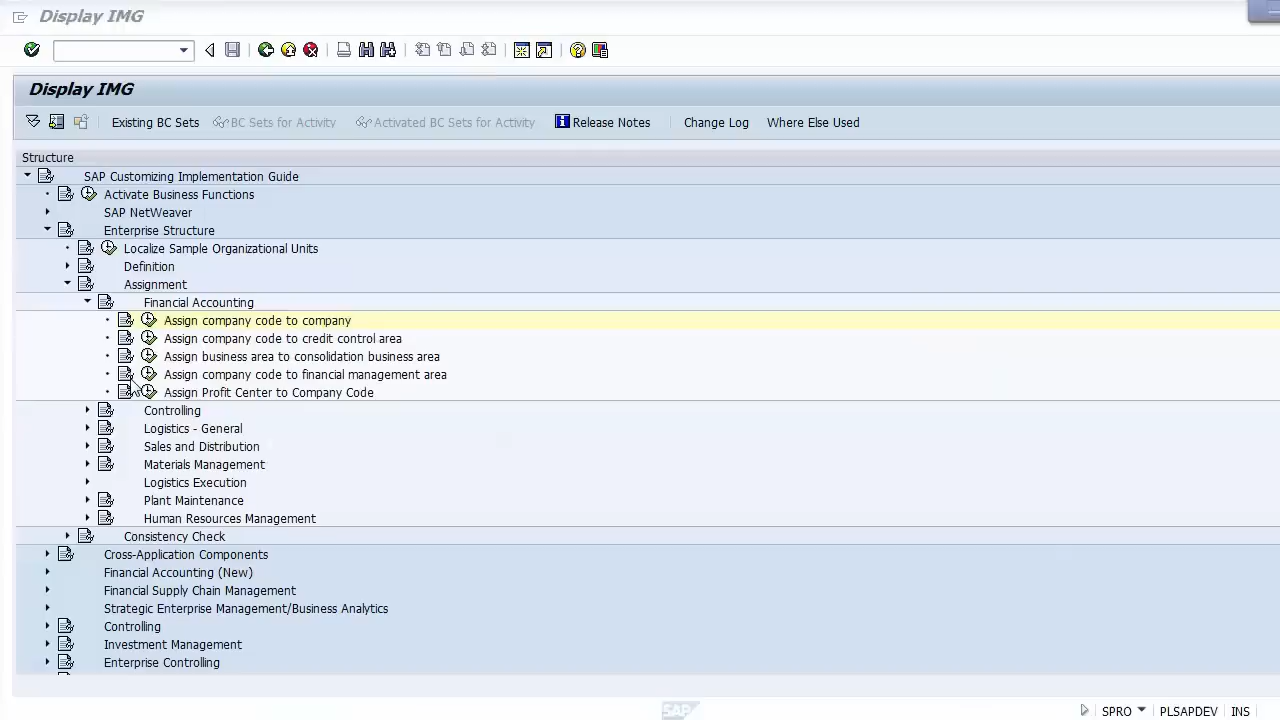 Display IMG
Display IMG
Existing BC Sets BC Sets for Activity Activated BC Sets for Activity Release Notes Change Log Where Else Used
Structure
SAP Customizing Implementation Guide
Activate Business Functions
SAP NetWeaver
Enterprise Structure
Localize Sample Organizational Units
Definition
Assignment
Financial Accounting
Assign company code to company
Assign company code to credit control area
Assign business area to consolidation business area
Assign company code to financial management area
Assign Profit Center to Company Code
Controlling
Logistics - General
Sales and Distribution
Materials Management
Logistics Execution
Plant Maintenance
Human Resources Management
Consistency Check
Cross-Application Components
Financial Accounting (New)
Financial Supply Chain Management
Strategic Enterprise Management/Business Analytics
Controlling
Investment Management
Enterprise Controlling
SAP SPRO PLSAPDEV INS